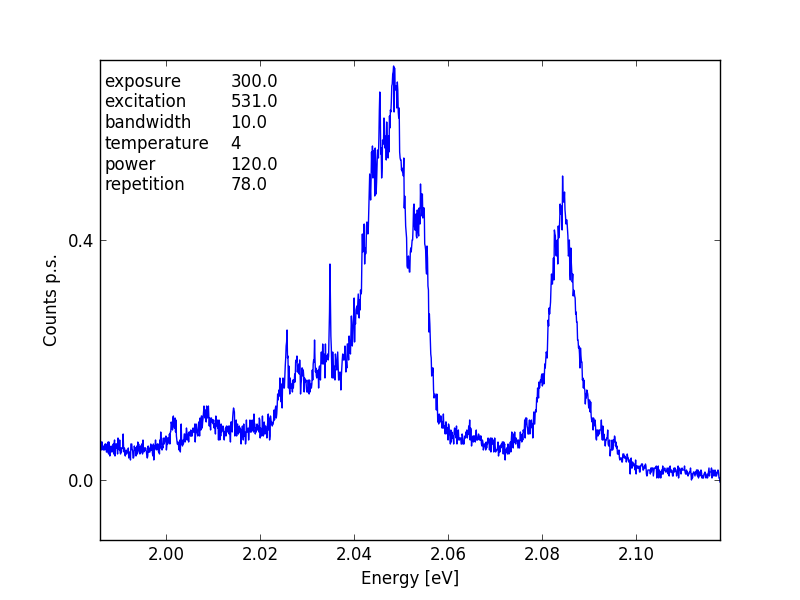 exposure 300.0
excitation 531.0
bandwidth 10.0
temperature 4
power 120.0
repetition 78.0
0.4
Counts p.s.
0.0
2.00 2.02 2.04 2.06 2.08 2.10
Energy [eV]